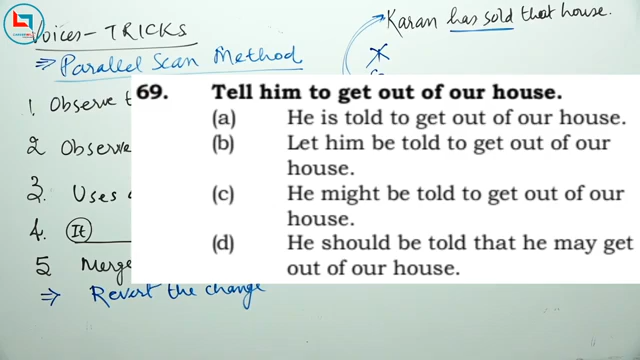 Karan has sold that house.
Voices - TRICKS
⇒ Parallel Scan Method
1. Observe
2 Observe
3. Uses
4. It
5 Merge
⇒ Revert the change
69. Tell him to get out of our house.
(a) He is told to get out of our house.
(b) Let him be told to get out of our
house.
(c) He might be told to get out of our
house.
(d) He should be told that he may get
out of our house.